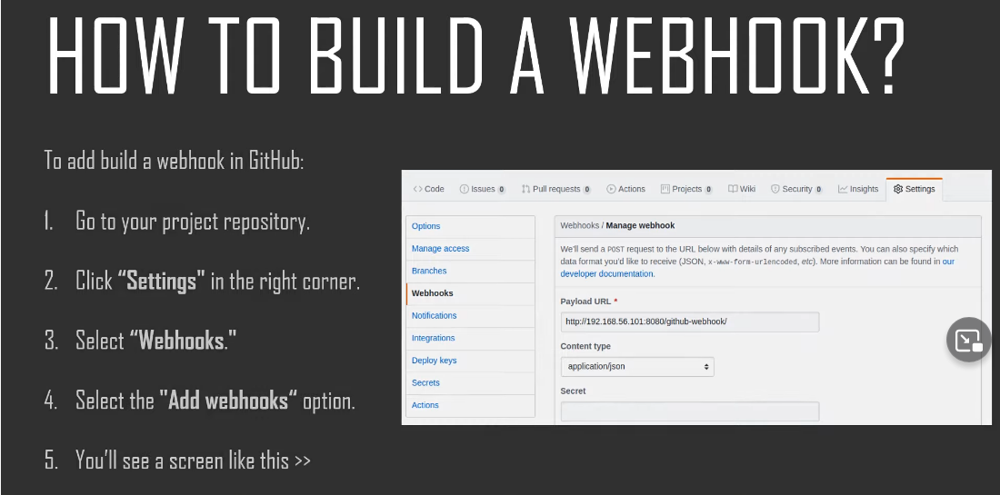 HOW TO BUILD A WEBHOOK?
To add build a webhook in GitHub:
1. Go to your project repository.
2. Click “Settings" in the right corner.
3. Select “Webhooks."
4. Select the "Add webhooks“ option.
5. You’ll see a screen like this >>
<> Code Issues 0 Pull requests 0 Actions Projects 0 Wiki Security 0 Insights Settings
Options
Manage access
Branches
Webhooks
Notifications
Integrations
Deploy keys
Secrets
Actions
Webhooks / Manage webhook
We'll send a POST request to the URL below with details of any subscribed events. You can also specify which
data format you'd like to receive (JSON, x-www-form-urlencoded, etc). More information can be found in our
developer documentation.
Payload URL *
http://192.168.56.101:8080/github-webhook/
Content type
application/json
Secret